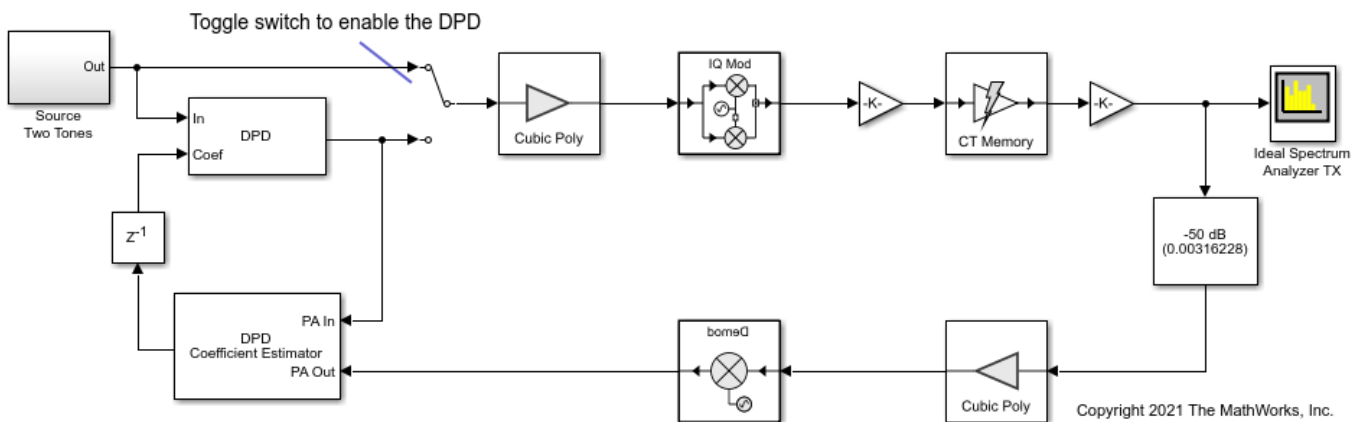 Toggle switch to enable the DPD
Out
Source
Two Tones
In
DPD
Coef
Cubic Poly
IQ Mod
-K-
CT Memory
-K-
Ideal Spectrum
Analyzer TX
Z-1
-50 dB
(0.00316228)
PA In
DPD
Coefficient Estimator
PA Out
Demod
Cubic Poly
Copyright 2021 The MathWorks, Inc.